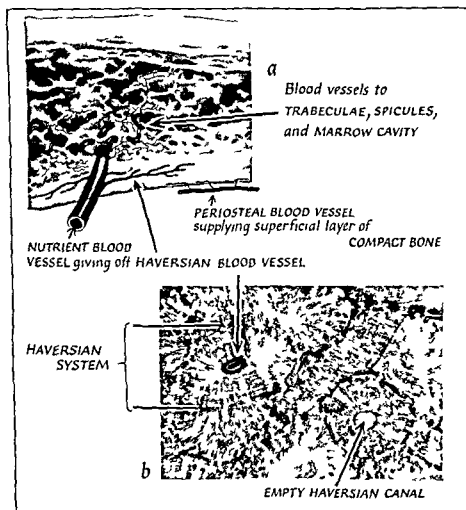 a
Blood vessels to
TRABECULAE, SPICULES,
and MARROW CAVITY
PERIOSTEAL BLOOD VESSEL
supplying superficial layer of
COMPACT BONE
NUTRIENT BLOOD
VESSEL giving off HAVERSIAN BLOOD VESSEL
HAVERSIAN
SYSTEM
b
EMPTY HAVERSIAN CANAL